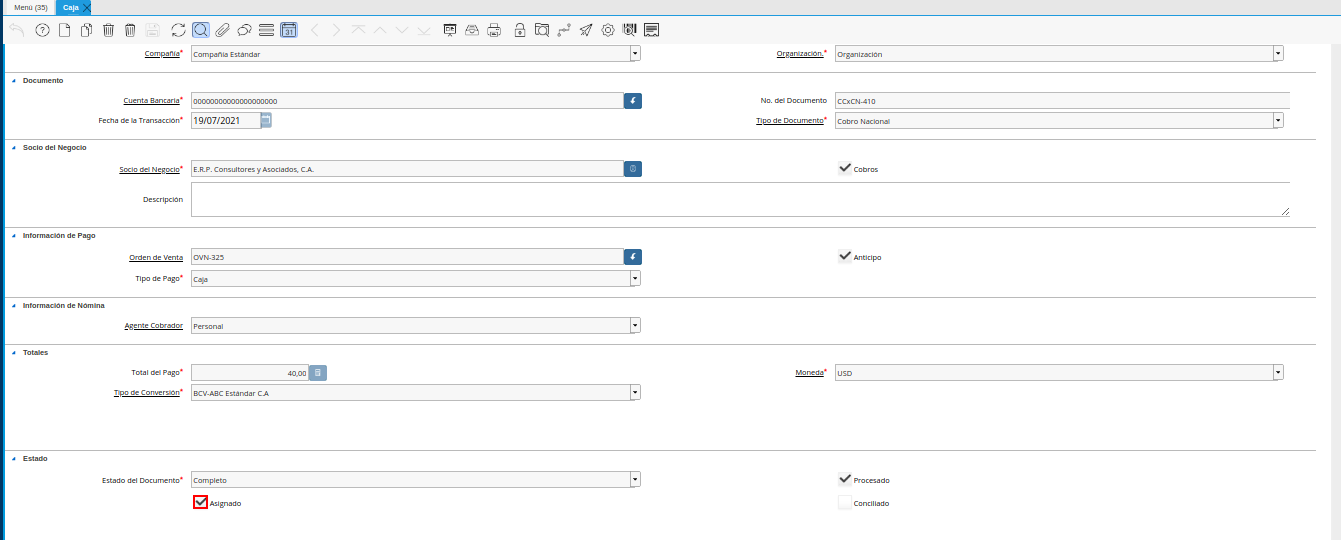 Menú (35) Caja
31
Compañía* Compañía Estándar Organización.* Organización
Documento
Cuenta Bancaria* 00000000000000000000 No. del Documento CCxCN-410
Fecha de la Transacción* 19/07/2021 Tipo de Documento* Cobro Nacional
Socio del Negocio
Socio del Negocio* E.R.P. Consultores y Asociados, C.A. Cobros
Descripción
Información de Pago
Orden de Venta OVN-325 Anticipo
Tipo de Pago* Caja
Información de Nómina
Agente Cobrador Personal
Totales
Total del Pago* 40,00 Moneda* USD
Tipo de Conversión* BCV-ABC Estándar C.A
Estado
Estado del Documento* Completo Procesado
Asignado Conciliado